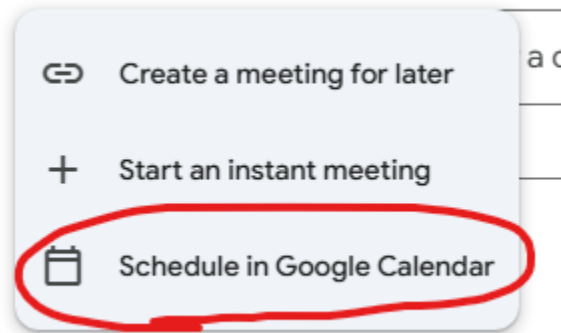 Create a meeting for later
a c
Start an instant meeting
Schedule in Google Calendar